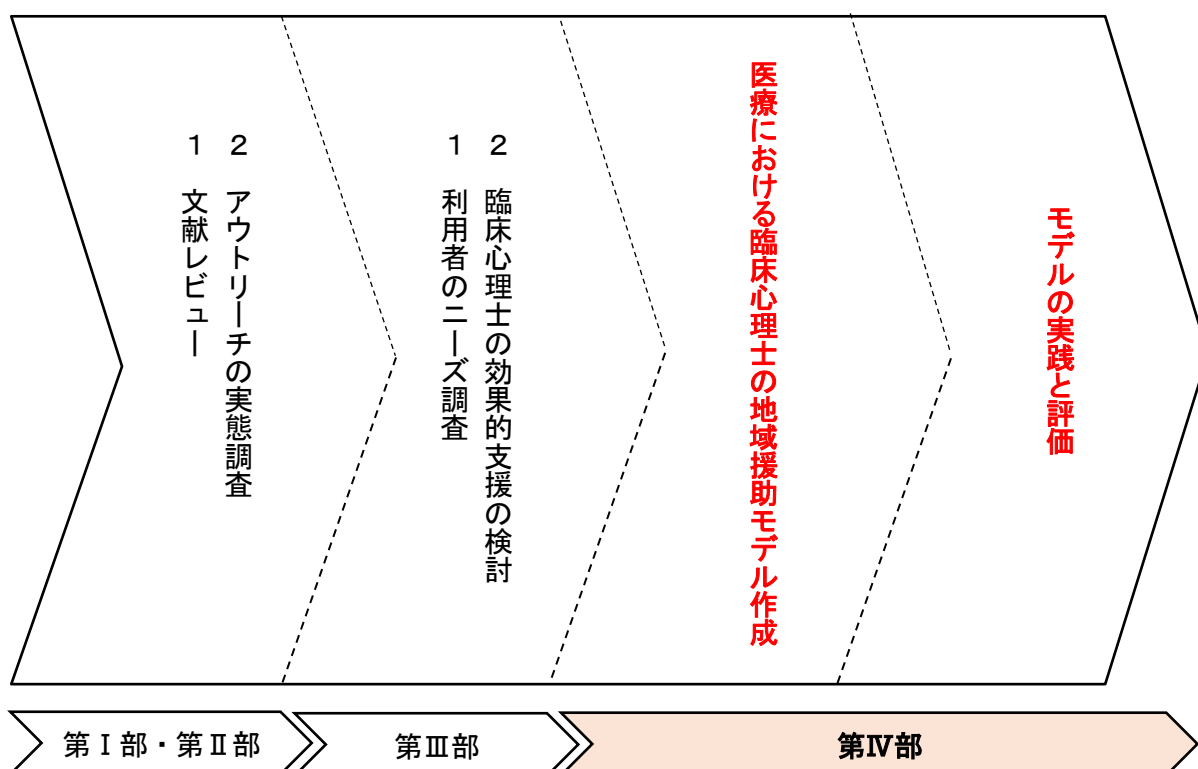 1 文献レビュー
2 アウトリーチの実態調査
1 利用者のニーズ調査
2 臨床心理士の効果的支援の検討
医療における臨床心理士の地域援助モデル作成
モデルの実践と評価
第Ⅰ部・第Ⅱ部
第Ⅲ部
第Ⅳ部